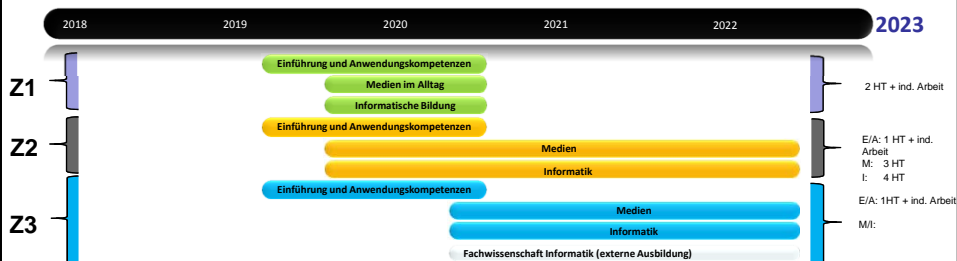 2018 2019 2020 2021 2022 2023
Z1
Einführung und Anwendungskompetenzen
Medien im Alltag
Informatische Bildung
2 HT + ind. Arbeit
Z2
Einführung und Anwendungskompetenzen
Medien
Informatik
E/A: 1 HT + ind.
Arbeit
M: 3 HT
I: 4 HT
Z3
Einführung und Anwendungskompetenzen
Medien
Informatik
Fachwissenschaft Informatik (externe Ausbildung)
E/A: 1HT + ind. Arbeit
M/I: